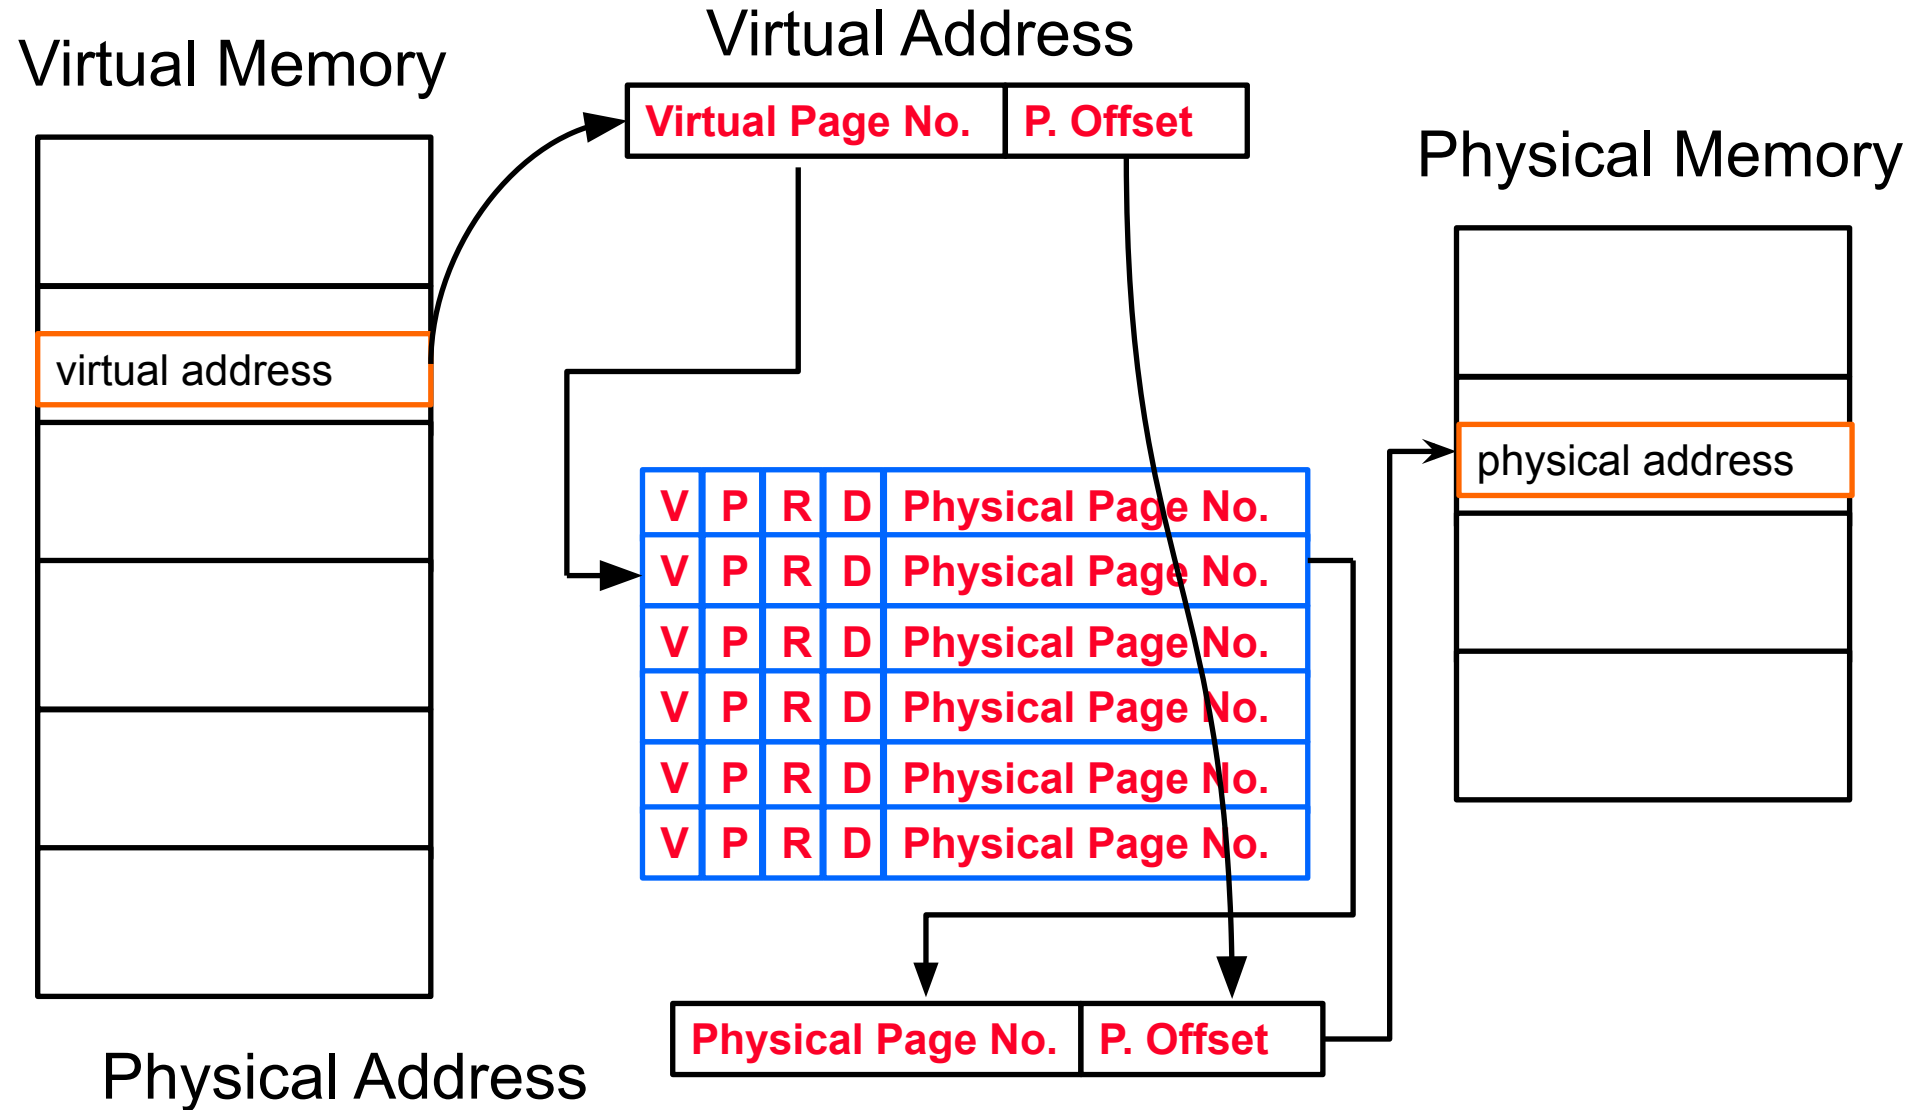 Virtual Memory
Virtual Address
Virtual Page No. P. Offset
Physical Memory
virtual address
physical address
V P R D Physical Page No.
V P R D Physical Page No.
V P R D Physical Page No.
V P R D Physical Page No.
V P R D Physical Page No.
V P R D Physical Page No.
Physical Page No. P. Offset
Physical Address